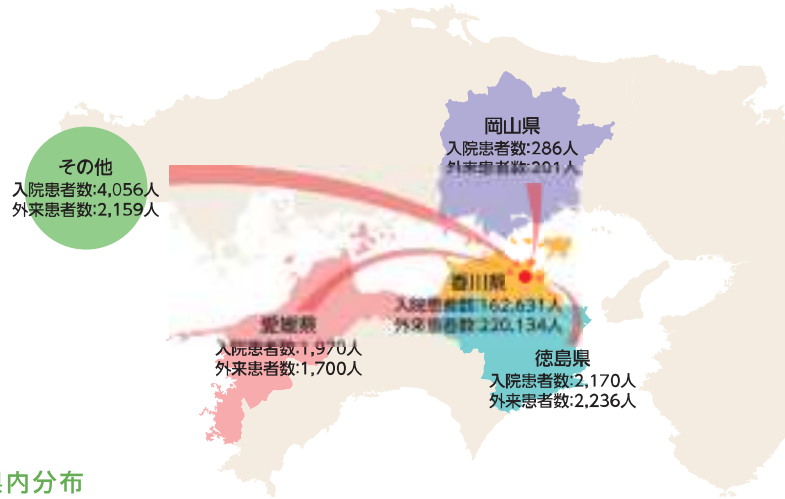 岡山県
入院患者数:286人
外来患者数:201人
その他
入院患者数:4,056人
外来患者数:2,159人
香川県
入院患者数:162,631人
外来患者数:220,134人
愛媛県
入院患者数:1,970人
外来患者数:1,700人
徳島県
入院患者数:2,170人
外来患者数:2,236人
内分布